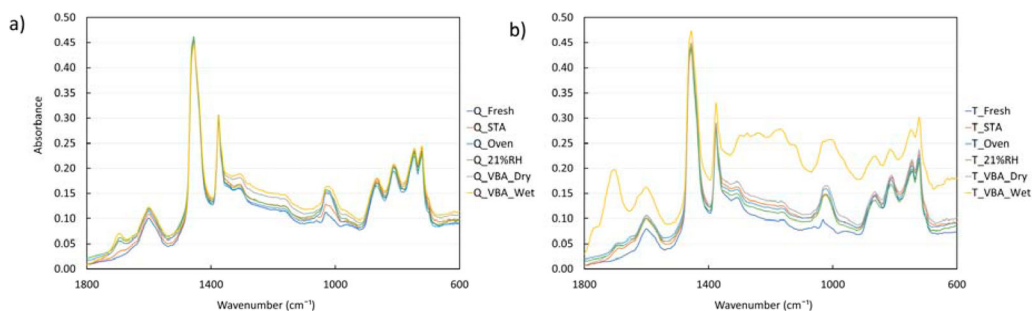 a)
0.50
0.45
0.40
0.35
0.30
0.25
0.20
0.15
0.10
0.05
0.00
Absorbance
1800 1400 1000 600
Wavenumber (cm⁻¹)
Q_Fresh
Q_STA
Q_Oven
Q_21%RH
Q_VBA_Dry
Q_VBA_Wet
b)
0.50
0.45
0.40
0.35
0.30
0.25
0.20
0.15
0.10
0.05
0.00
1800 1400 1000 600
Wavenumber (cm⁻¹)
T_Fresh
T_STA
T_Oven
T_21%RH
T_VBA_Dry
T_VBA_Wet